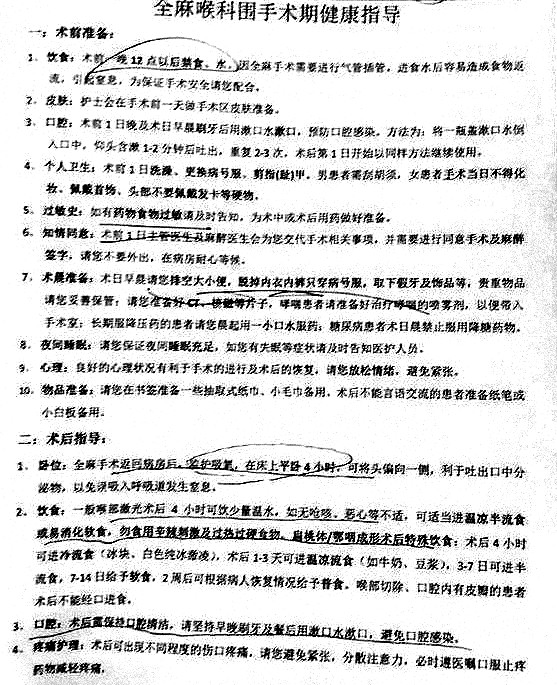 全麻喉科围手术期健康指导
一：术前准备：
1、饮食：术前一晚12点以后禁食、水。因全麻手术需要进行气管插管，进食水后容易造成食物返
流，引起窒息，为保证手术安全请您配合。
2、皮肤：护士会在手术前一天做手术区皮肤准备。
3、口腔：术前1日晚及术日早晨刷牙后用漱口水漱口，预防口腔感染。方法为：将一瓶盖漱口水倒
入口中，仰头含漱1-2分钟后吐出，重复2-3次，术后第1日开始以同样方法继续使用。
4、个人卫生：术前1日洗澡、更换病号服、剪指(趾)甲。男患者需刮胡须，女患者手术当日不得化
妆、佩戴首饰、头部不要佩戴发卡等硬物。
5、过敏史：如有药物食物过敏请及时告知，为术中或术后用药做好准备。
6、知情同意：术前1日主管医生及麻醉医生会为您交代手术相关事项，并需要进行同意手术及麻醉
签字，请您不要外出，在病房耐心等候。
7、术晨准备：术日早晨请您排空大小便，脱掉内衣内裤只穿病号服，取下假牙及饰品等，贵重物品
请您妥善保管；请您准备好CT、核磁等片子，哮喘患者请准备好治疗哮喘的喷雾剂，以便带入
手术室；长期服降压药的患者请您晨起用一小口水服药；糖尿病患者术日晨禁止服用降糖药物。
8、夜间睡眠：请您保证夜间睡眠充足，如您有失眠等症状请及时告知医护人员。
9、心理：良好的心理状况有利于手术的进行及术后的恢复，请您放松情绪、避免紧张。
10、物品准备：请您在书签准备一些抽取式纸巾、小毛巾备用。术后不能言语交流的患者准备纸笔或
小白板备用。
二：术后指导：
1、卧位：全麻手术返回病房后，监护吸氧，在床上平卧4小时，可将头偏向一侧，利于吐出口中分
泌物，以免误吸入呼吸道发生窒息。
2、饮食：一般喉部激光术后4小时可饮少量温水，如无呛咳、恶心等不适，可适当进温凉半流食
或易消化软食，勿食用辛辣刺激及过热过硬食物。扁桃体/鄂咽成形术后特殊饮食：术后4小时
可进冷流食（冰块、白色纯冰激凌），术后1-3天可进温凉流食（如牛奶、豆浆），3-7日可进半
流食，7-14日给予软食，2周后可根据病人恢复情况给予普食。喉部切除、口腔内有皮瓣的患者
术后不能经口进食。
3、口腔：术后需保持口腔清洁，请坚持早晚刷牙及餐后用漱口水漱口，避免口腔感染。
4、疼痛护理：术后可出现不同程度的伤口疼痛，请您避免紧张，分散注意力，必时遵医嘱口服止疼
药物减轻疼痛。